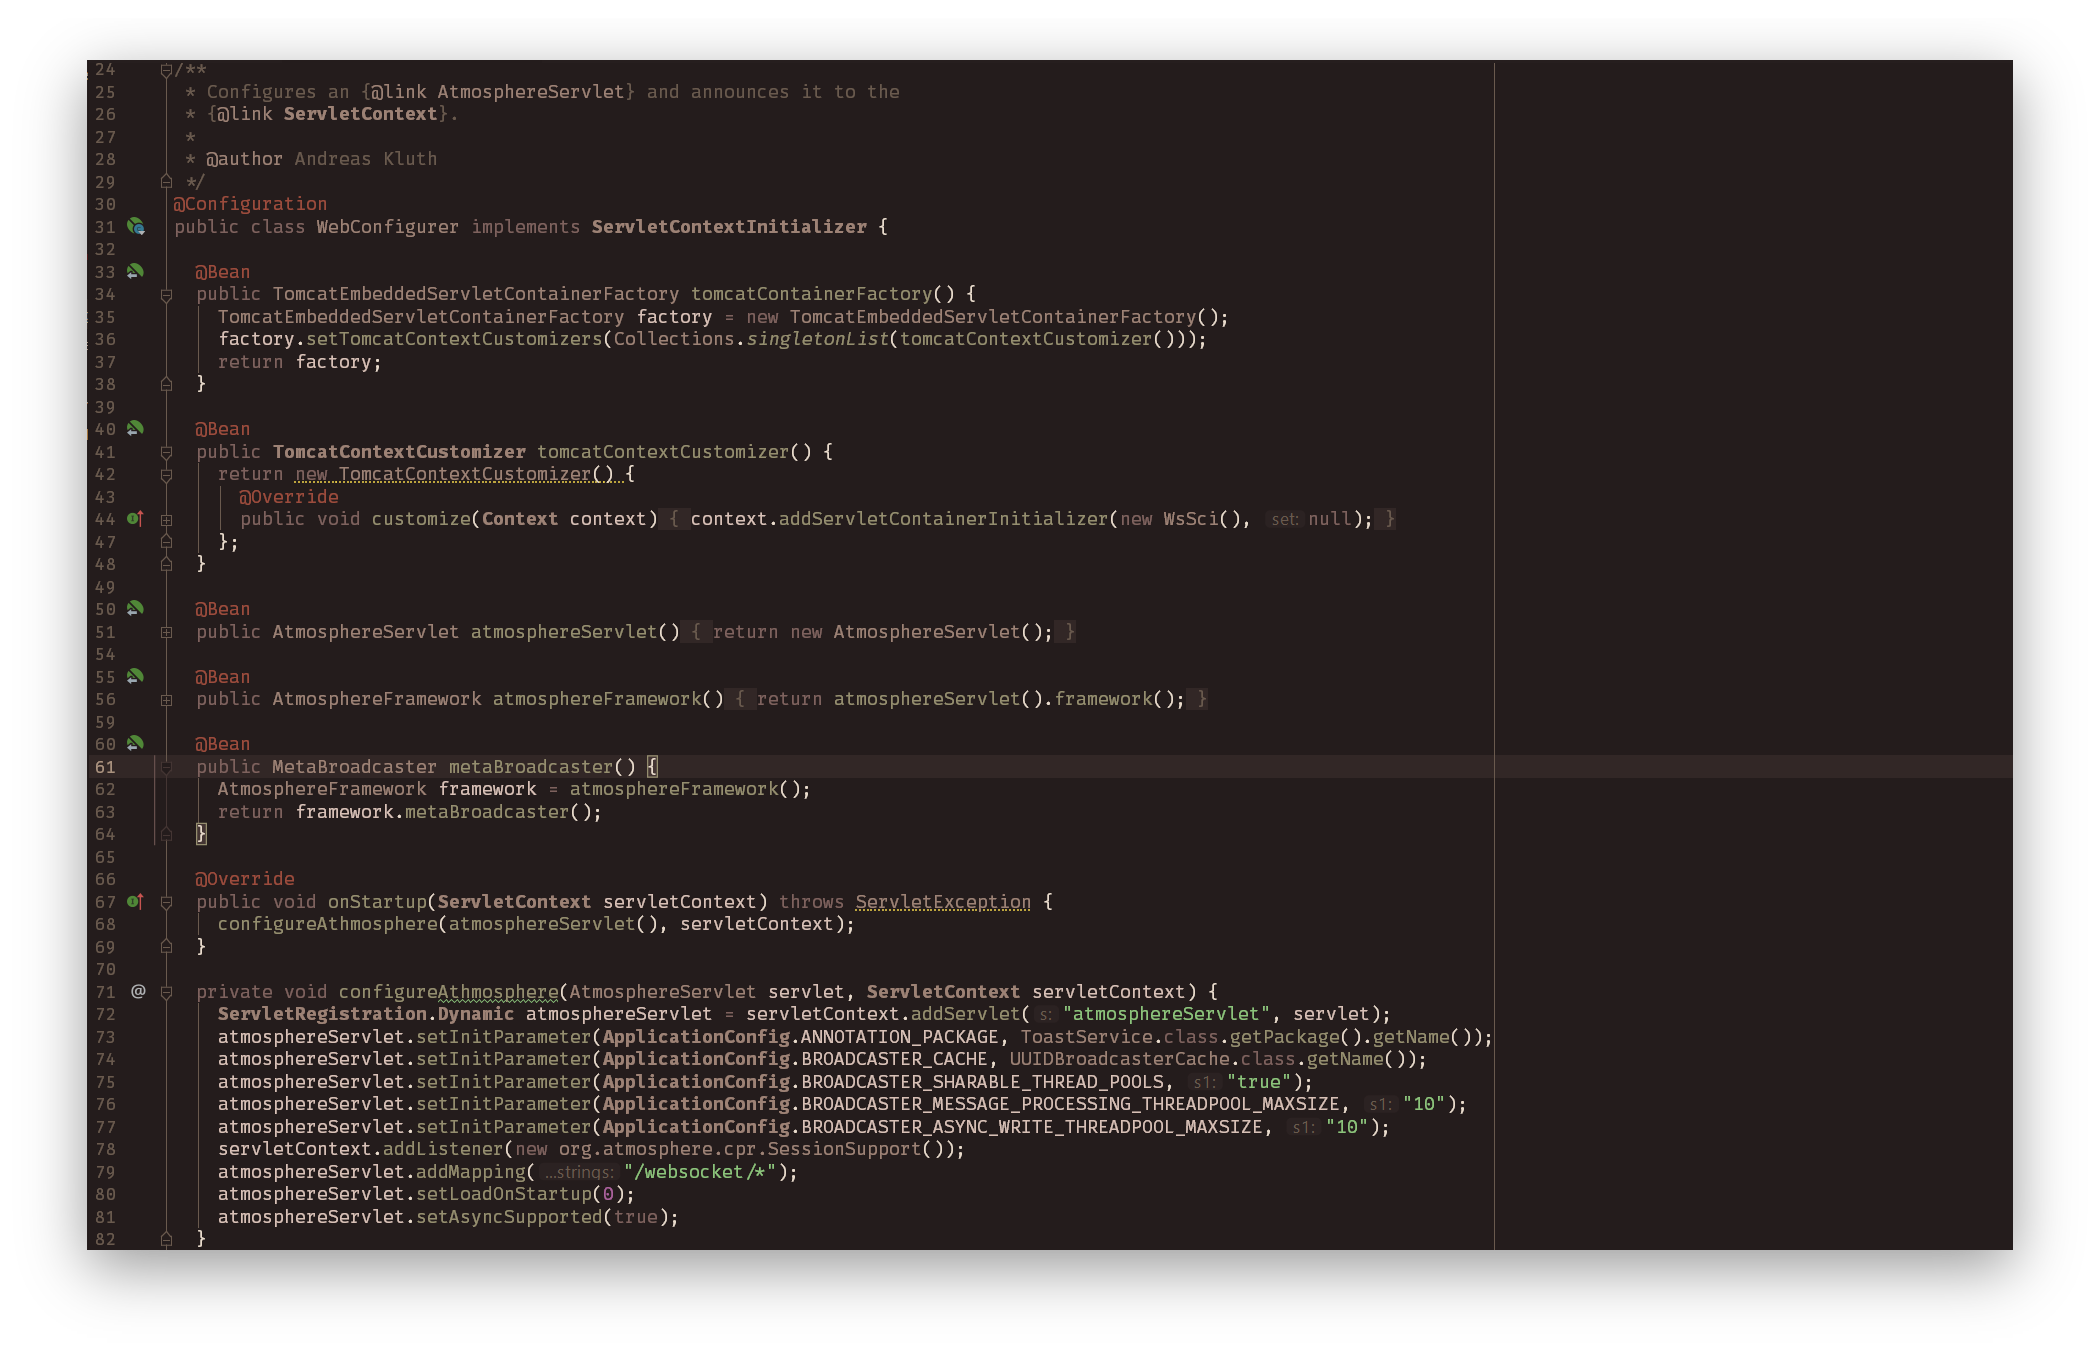 24 /**
25  * Configures an {@link AtmosphereServlet} and announces it to the
26  * {@link ServletContext}.
27  *
28  * @author Andreas Kluth
29  */
30 @Configuration
31 public class WebConfigurer implements ServletContextInitializer {
32
33   @Bean
34   public TomcatEmbeddedServletContainerFactory tomcatContainerFactory() {
35     TomcatEmbeddedServletContainerFactory factory = new TomcatEmbeddedServletContainerFactory();
36     factory.setTomcatContextCustomizers(Collections.singletonList(tomcatContextCustomizer()));
37     return factory;
38   }
39
40   @Bean
41   public TomcatContextCustomizer tomcatContextCustomizer() {
42     return new TomcatContextCustomizer() {
43       @Override
44       public void customize(Context context) { context.addServletContainerInitializer(new WsSci(), set: null); }
47     };
48   }
49
50   @Bean
51   public AtmosphereServlet atmosphereServlet() { return new AtmosphereServlet(); }
54
55   @Bean
56   public AtmosphereFramework atmosphereFramework() { return atmosphereServlet().framework(); }
59
60   @Bean
61   public MetaBroadcaster metaBroadcaster() {
62     AtmosphereFramework framework = atmosphereFramework();
63     return framework.metaBroadcaster();
64   }
65
66   @Override
67   public void onStartup(ServletContext servletContext) throws ServletException {
68     configureAthmosphere(atmosphereServlet(), servletContext);
69   }
70
71 @ private void configureAthmosphere(AtmosphereServlet servlet, ServletContext servletContext) {
72     ServletRegistration.Dynamic atmosphereServlet = servletContext.addServlet( s: "atmosphereServlet", servlet);
73     atmosphereServlet.setInitParameter(ApplicationConfig.ANNOTATION_PACKAGE, ToastService.class.getPackage().getName());
74     atmosphereServlet.setInitParameter(ApplicationConfig.BROADCASTER_CACHE, UUIDBroadcasterCache.class.getName());
75     atmosphereServlet.setInitParameter(ApplicationConfig.BROADCASTER_SHARABLE_THREAD_POOLS, s1: "true");
76     atmosphereServlet.setInitParameter(ApplicationConfig.BROADCASTER_MESSAGE_PROCESSING_THREADPOOL_MAXSIZE, s1: "10");
77     atmosphereServlet.setInitParameter(ApplicationConfig.BROADCASTER_ASYNC_WRITE_THREADPOOL_MAXSIZE, s1: "10");
78     servletContext.addListener(new org.atmosphere.cpr.SessionSupport());
79     atmosphereServlet.addMapping( ...strings: "/websocket/*");
80     atmosphereServlet.setLoadOnStartup(0);
81     atmosphereServlet.setAsyncSupported(true);
82   }